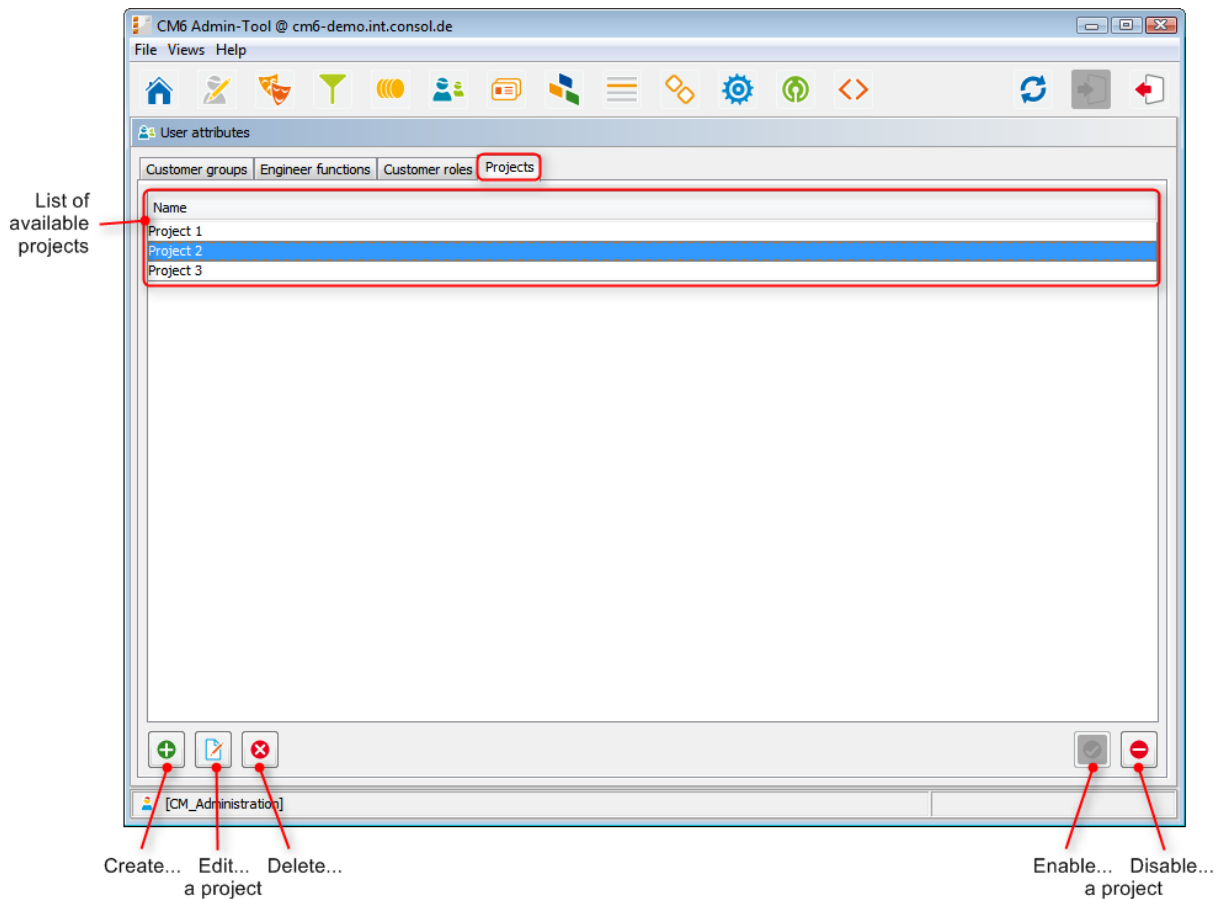 CM6 Admin-Tool @ cm6-demo.int.consol.de
File Views Help
User attributes
Customer groups Engineer functions Customer roles Projects
List of
available
projects
Name
Project 1
Project 2
Project 3
[CM_Administration]
Create... Edit... Delete...
a project
Enable... Disable...
a project